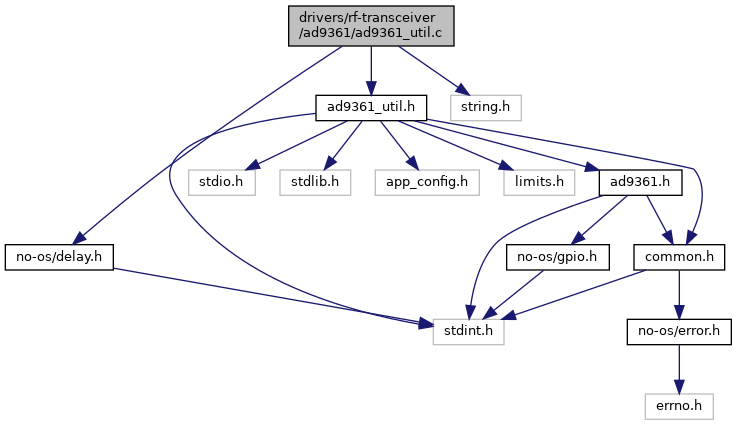 drivers/rf-transceiver
/ad9361/ad9361_util.c
ad9361_util.h
string.h
stdio.h
stdlib.h
app_config.h
limits.h
ad9361.h
no-os/delay.h
no-os/gpio.h
common.h
stdint.h
no-os/error.h
errno.h